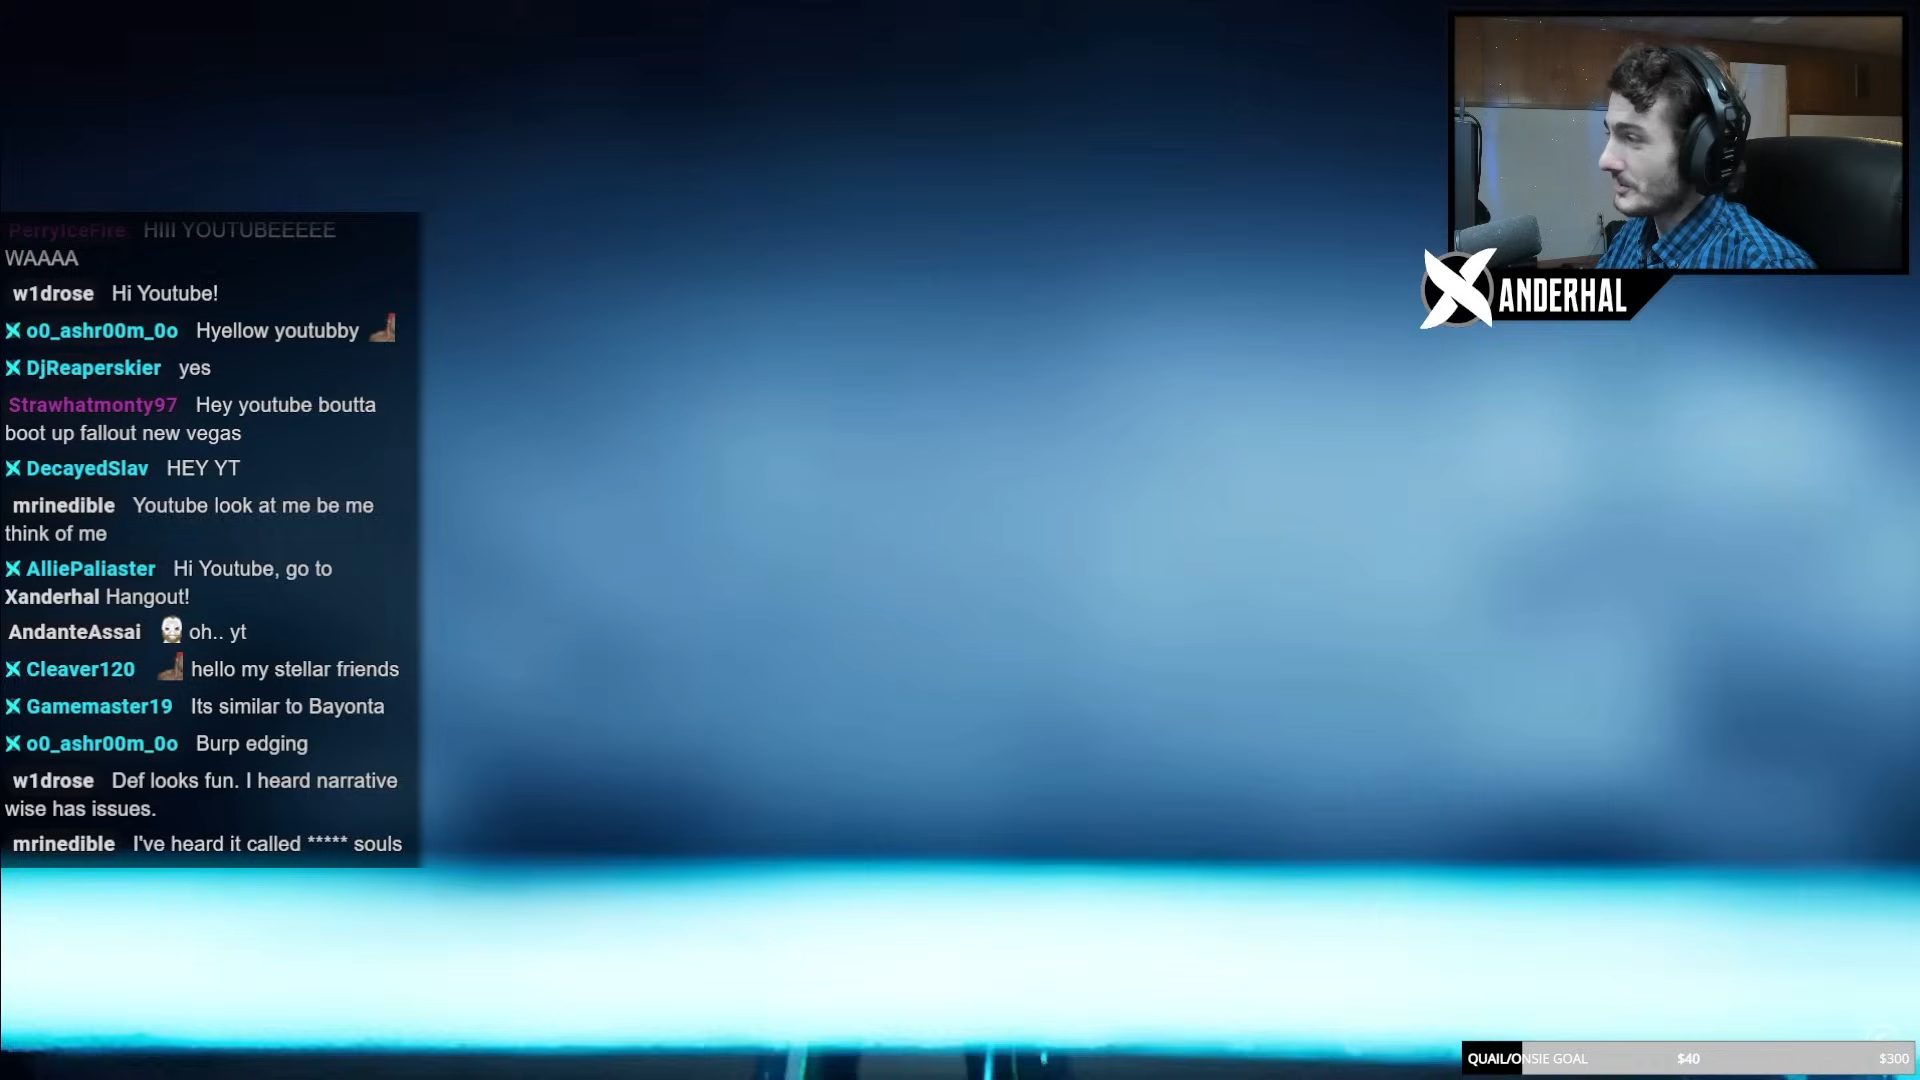 PerryIceFire: HIII YOUTUBEEEEE
WAAAA
w1drose Hi Youtube!
o0_ashr00m_0o Hyellow youtubby
DjReaperskier yes
Strawhatmonty97 Hey youtube boutta
boot up fallout new vegas
DecayedSlav HEY YT
mrinedible Youtube look at me be me
think of me
AlliePaliaster Hi Youtube, go to
Xanderhal Hangout!
AndanteAssai oh.. yt
Cleaver120 hello my stellar friends
Gamemaster19 Its similar to Bayonta
o0_ashr00m_0o Burp edging
w1drose Def looks fun. I heard narrative
wise has issues.
mrinedible I've heard it called ***** souls
XANDERHAL
QUAIL/ONSIE GOAL $40 $300